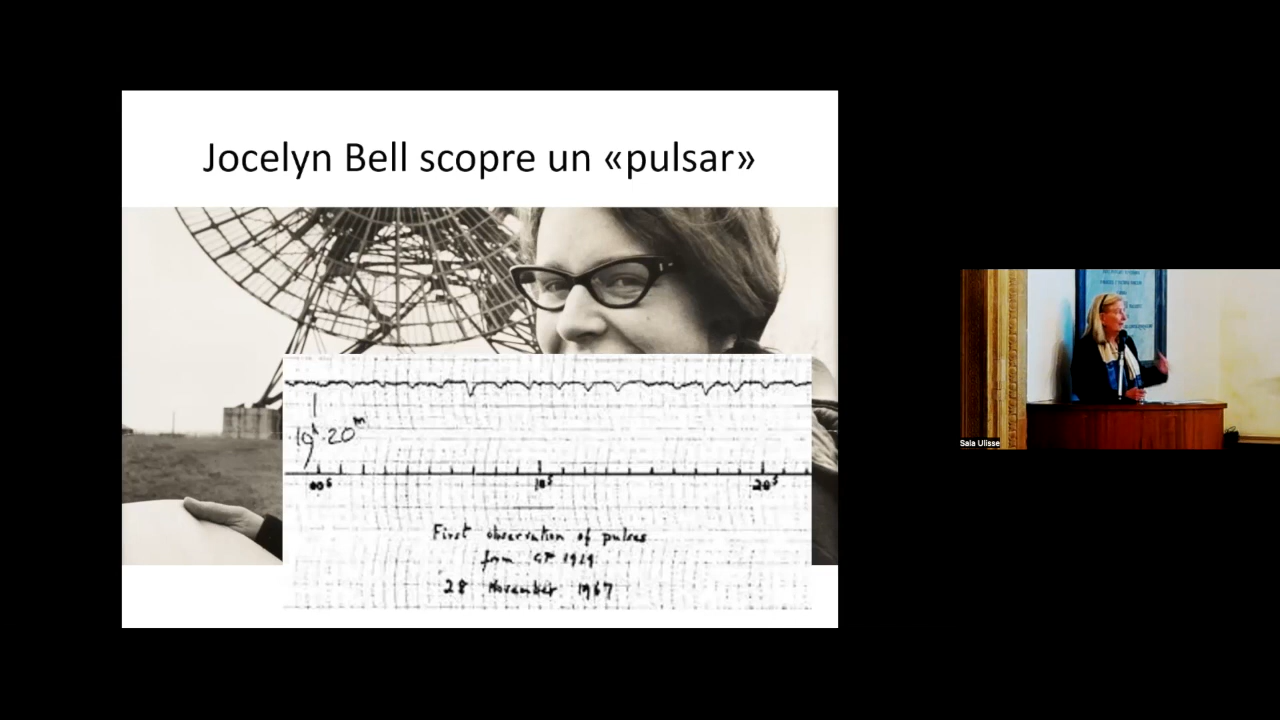 Jocelyn Bell scopre un «pulsar»
19ʰ 20ᵐ
00ˢ 10ˢ 20ˢ
First observation of pulses
from CP 1919
28 November 1967
Sala Ulisse